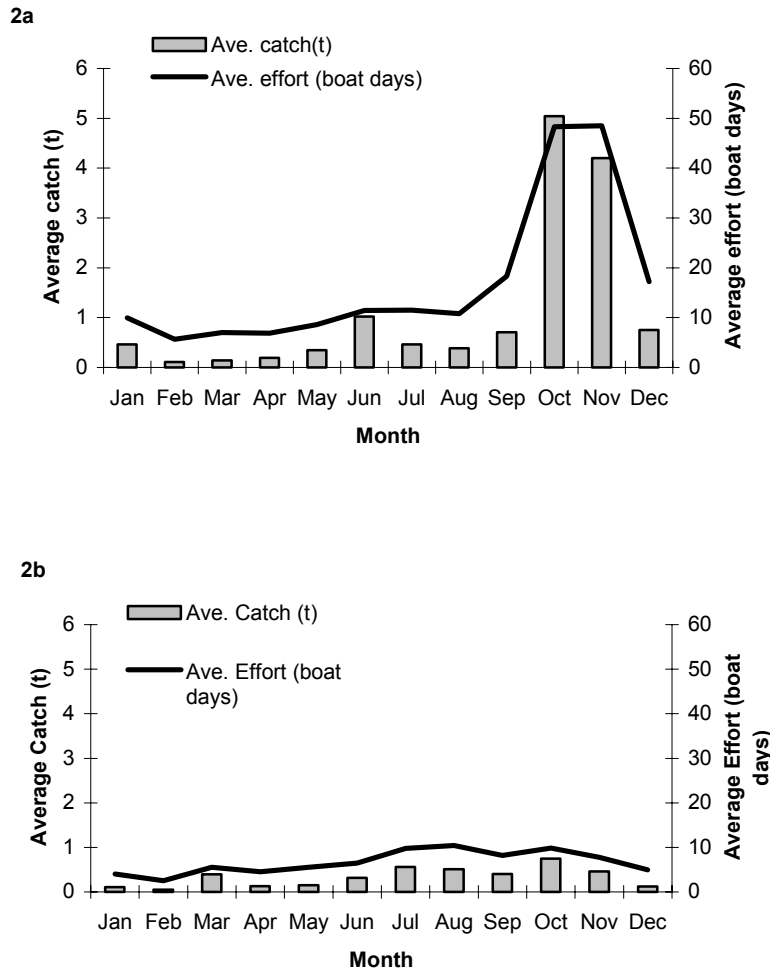 2a
Ave. catch(t)
Ave. effort (boat days)
6
5
4
3
2
1
0
60
50
40
30
20
10
0
Average catch (t)
Average effort (boat days)
Jan Feb Mar Apr May Jun Jul Aug Sep Oct Nov Dec
Month
2b
Ave. Catch (t)
Ave. Effort (boat
days)
6
5
4
3
2
1
0
60
50
40
30
20
10
0
Average Catch (t)
Average Effort (boat
days)
Jan Feb Mar Apr May Jun Jul Aug Sep Oct Nov Dec
Month